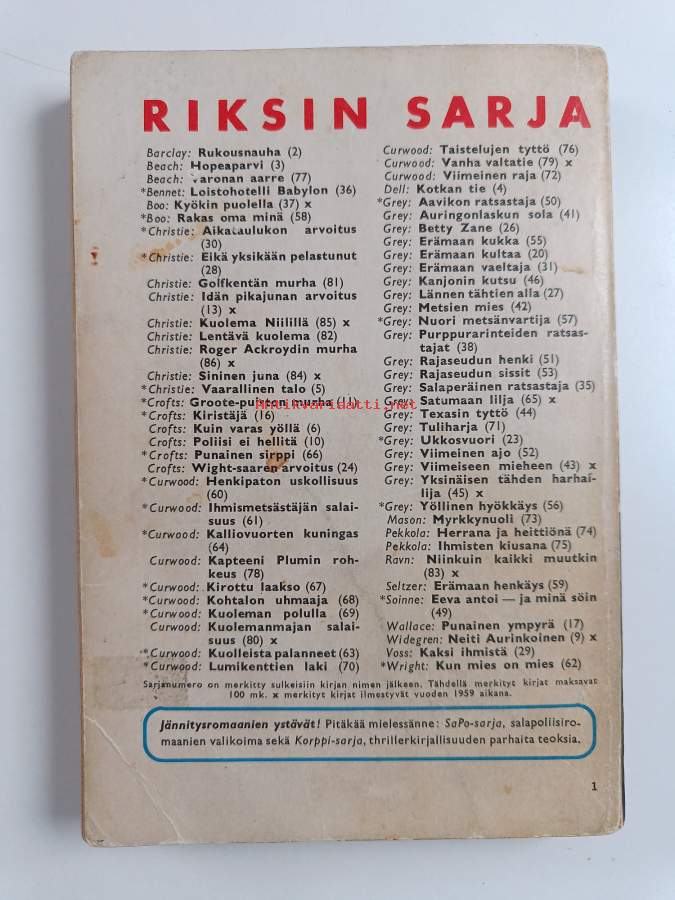 RIKSIN SARJA
Barclay: Rukousnauha (2)
Beach: Hopeaparvi (3)
Beach: Varonan aarre (77)
*Bennet: Loistohotelli Babylon (36)
Boo: Kyökin puolella (37) x
*Boo: Rakas oma minä (58)
*Christie: Aikataulukon arvoitus
(30)
*Christie: Eikä yksikään pelastunut
(28)
Christie: Golfkentän murha (81)
Christie: Idän pikajunan arvoitus
(13) x
Christie: Kuolema Niilillä (85) x
Christie: Lentävä kuolema (82)
Christie: Roger Ackroydin murha
(86) x
Christie: Sininen juna (84) x
*Christie: Vaarallinen talo (5)
*Crofts: Groote-puiston murha (11)
*Crofts: Kiristäjä (16)
Crofts: Kuin varas yöllä (6)
Crofts: Poliisi ei hellitä (10)
*Crofts: Punainen sirppi (66)
Crofts: Wight-saaren arvoitus (24)
*Curwood: Henkipaton uskollisuus
(60)
*Curwood: Ihmismetsästäjän salai-
suus (61)
*Curwood: Kalliovuorten kuningas
(64)
Curwood: Kapteeni Plumin roh-
keus (78)
*Curwood: Kirottu laakso (67)
*Curwood: Kohtalon uhmaaja (68)
*Curwood: Kuoleman polulla (69)
Curwood: Kuolemanmajan salai-
suus (80) x
*Curwood: Kuolleista palanneet (63)
*Curwood: Lumikenttien laki (70)
Curwood: Taistelujen tyttö (76)
Curwood: Vanha valtatie (79) x
Curwood: Viimeinen raja (72)
Dell: Kotkan tie (4)
*Grey: Aavikon ratsastaja (50)
Grey: Auringonlaskun sola (41)
Grey: Betty Zane (26)
Grey: Erämaan kukka (55)
Grey: Erämaan kultaa (20)
Grey: Erämaan vaeltaja (31)
Grey: Kanjonin kutsu (46)
Grey: Lännen tähtien alla (27)
Grey: Metsien mies (42)
*Grey: Nuori metsänvartija (57)
Grey: Purppurarinteiden ratsas-
tajat (38)
Grey: Rajaseudun henki (51)
Grey: Rajaseudun sissit (53)
Grey: Salaperäinen ratsastaja (35)
Grey: Satumaan lilja (65) x
Grey: Texasin tyttö (44)
Grey: Tuliharja (71)
*Grey: Ukkosvuori (23)
Grey: Viimeinen ajo (52)
Grey: Viimeiseen mieheen (43) x
Grey: Yksinäisen tähden harhai-
lija (45) x
*Grey: Yöllinen hyökkäys (56)
Mason: Myrkkynuoli (73)
Pekkola: Herrana ja heittiönä (74)
Pekkola: Ihmisten kiusana (75)
Ravn: Niinkuin kaikki muutkin
(83) x
Seltzer: Erämaan henkäys (59)
*Soinne: Eeva antoi — ja minä söin
(49)
Wallace: Punainen ympyrä (17)
Widegren: Neiti Aurinkoinen (9) x
Voss: Kaksi ihmistä (29)
*Wright: Kun mies on mies (62)
Sarjanumero on merkitty sulkeisiin kirjan nimen jälkeen. Tähdellä merkityt kirjat maksavat
100 mk. x merkityt kirjat ilmestyvät vuoden 1959 aikana.
Jännitysromaanien ystävät! Pitäkää mielessänne: SaPo-sarja, salapoliisiro-
maanien valikoima sekä Korppi-sarja, thrillerkirjallisuuden parhaita teoksia.
1
Antikvariaatti.net